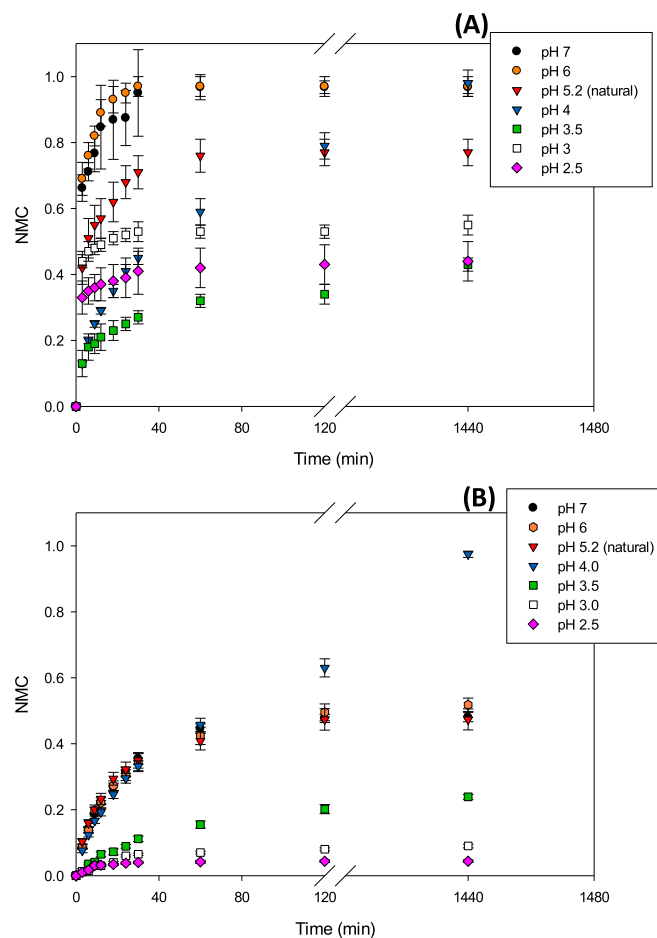 (A)
pH 7
pH 6
pH 5.2 (natural)
pH 4
pH 3.5
pH 3
pH 2.5
1.0
0.8
0.6
0.4
0.2
0.0
NMC
0 40 80 120 1440 1480
Time (min)
(B)
pH 7
pH 6
pH 5.2 (natural)
pH 4.0
pH 3.5
pH 3.0
pH 2.5
1.0
0.8
0.6
0.4
0.2
0.0
NMC
0 40 80 120 1440 1480
Time (min)